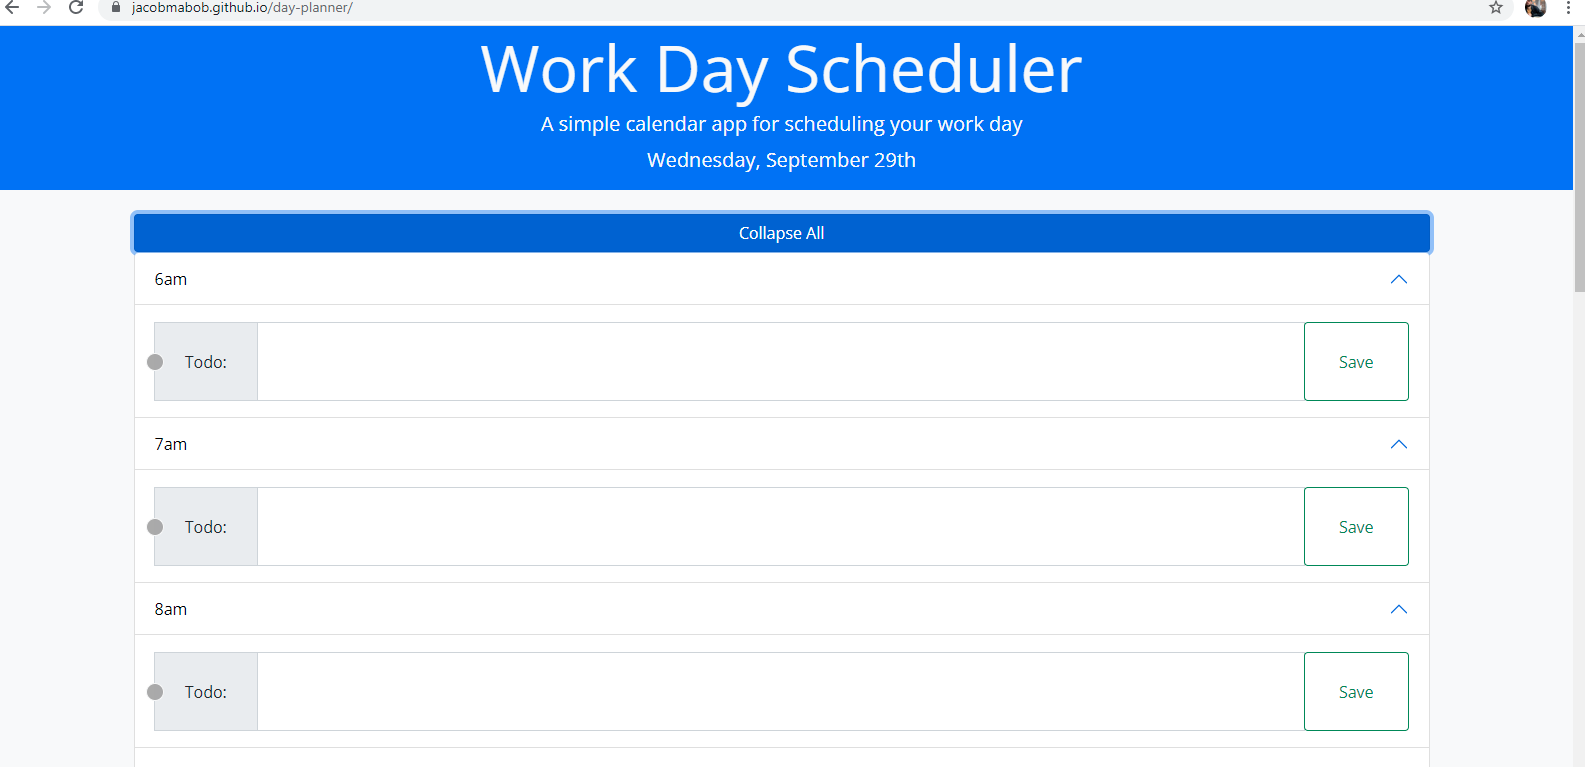 jacobmabob.github.io/day-planner/
Work Day Scheduler
A simple calendar app for scheduling your work day
Wednesday, September 29th
Collapse All
6am
Todo:
Save
7am
Todo:
Save
8am
Todo:
Save